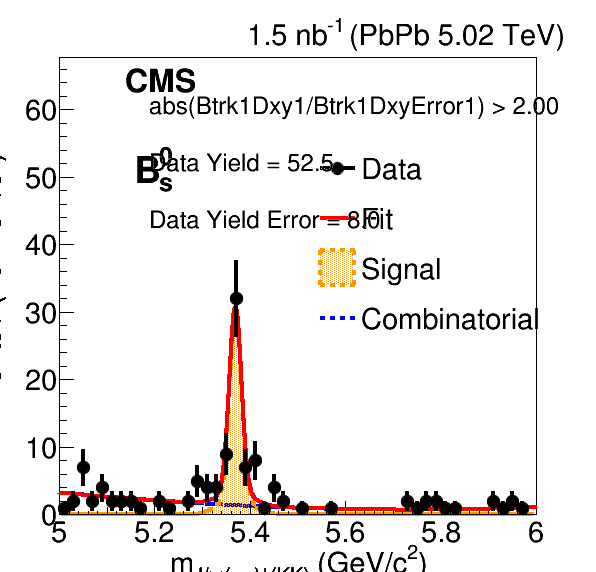 1.5 nb⁻¹ (PbPb 5.02 TeV)
CMS
abs(Btrk1Dxy1/Btrk1DxyError1) > 2.00
B⁰ₛ
Data Yield = 52.5
Data
Data Yield Error = 8.0
Fit
Signal
Combinatorial
60
50
40
30
20
10
0
5 5.2 5.4 5.6 5.8 6
m (GeV/c²)